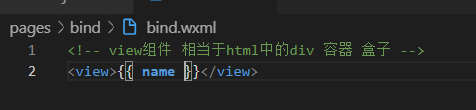 pages > bind > bind.wxml
1 <!-- view组件 相当于html中的div 容器 盒子 -->
2 <view>{{ name }}</view>